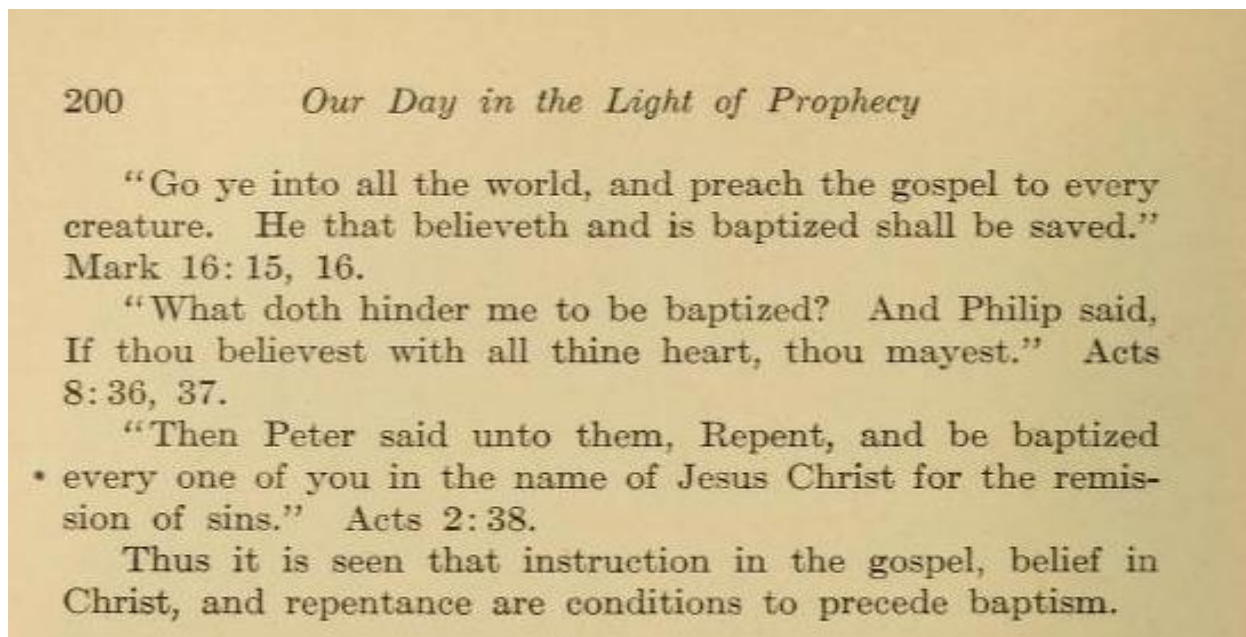 200 Our Day in the Light of Prophecy
“Go ye into all the world, and preach the gospel to every
creature. He that believeth and is baptized shall be saved.”
Mark 16: 15, 16.
“What doth hinder me to be baptized? And Philip said,
If thou believest with all thine heart, thou mayest.” Acts
8: 36, 37.
“Then Peter said unto them, Repent, and be baptized
every one of you in the name of Jesus Christ for the remis-
sion of sins.” Acts 2: 38.
Thus it is seen that instruction in the gospel, belief in
Christ, and repentance are conditions to precede baptism.